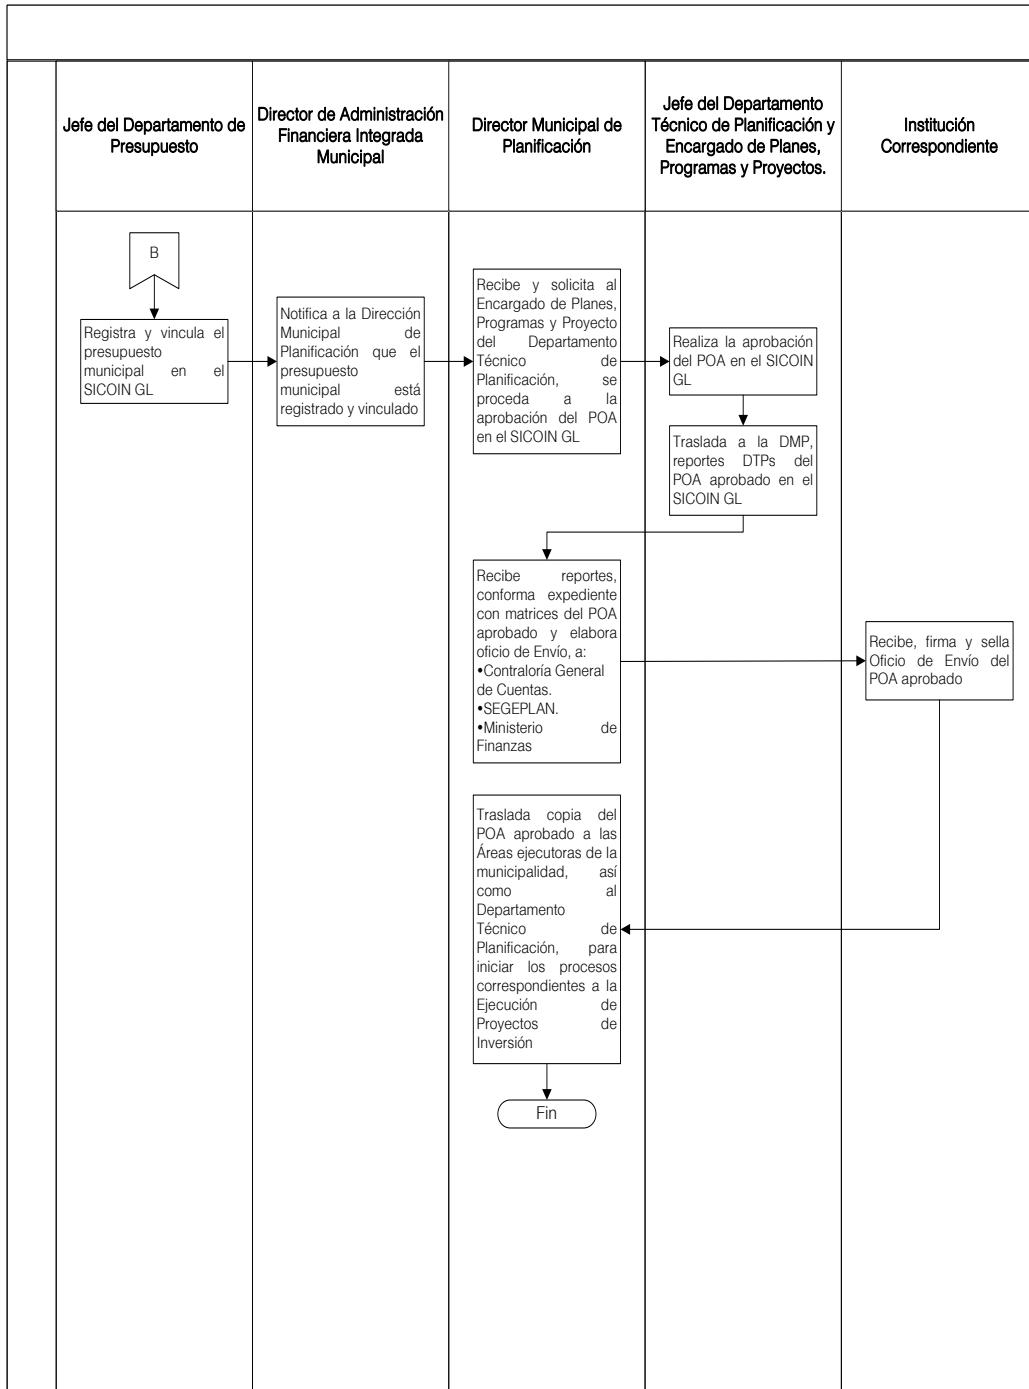 Jefe del Departamento de
Presupuesto
Director de Administración
Financiera Integrada
Municipal
Director Municipal de
Planificación
Jefe del Departamento
Técnico de Planificación y
Encargado de Planes,
Programas y Proyectos.
Institución
Correspondiente
B
Registra y vincula el
presupuesto
municipal en el
SICOIN GL
Notifica a la Dirección
Municipal de
Planificación que el
presupuesto
municipal está
registrado y vinculado
Recibe y solicita al
Encargado de Planes,
Programas y Proyecto
del Departamento
Técnico de
Planificación, se
proceda a la
aprobación del POA
en el SICOIN GL
Realiza la aprobación
del POA en el SICOIN
GL
Traslada a la DMP,
reportes DTPs del
POA aprobado en el
SICOIN GL
Recibe reportes,
conforma expediente
con matrices del POA
aprobado y elabora
oficio de Envío, a:
•Contraloría General
de Cuentas.
•SEGEPLAN.
•Ministerio de
Finanzas
Recibe, firma y sella
Oficio de Envío del
POA aprobado
Traslada copia del
POA aprobado a las
Áreas ejecutoras de la
municipalidad, así
como al
Departamento
Técnico de
Planificación, para
iniciar los procesos
correspondientes a la
Ejecución de
Proyectos de
Inversión
Fin